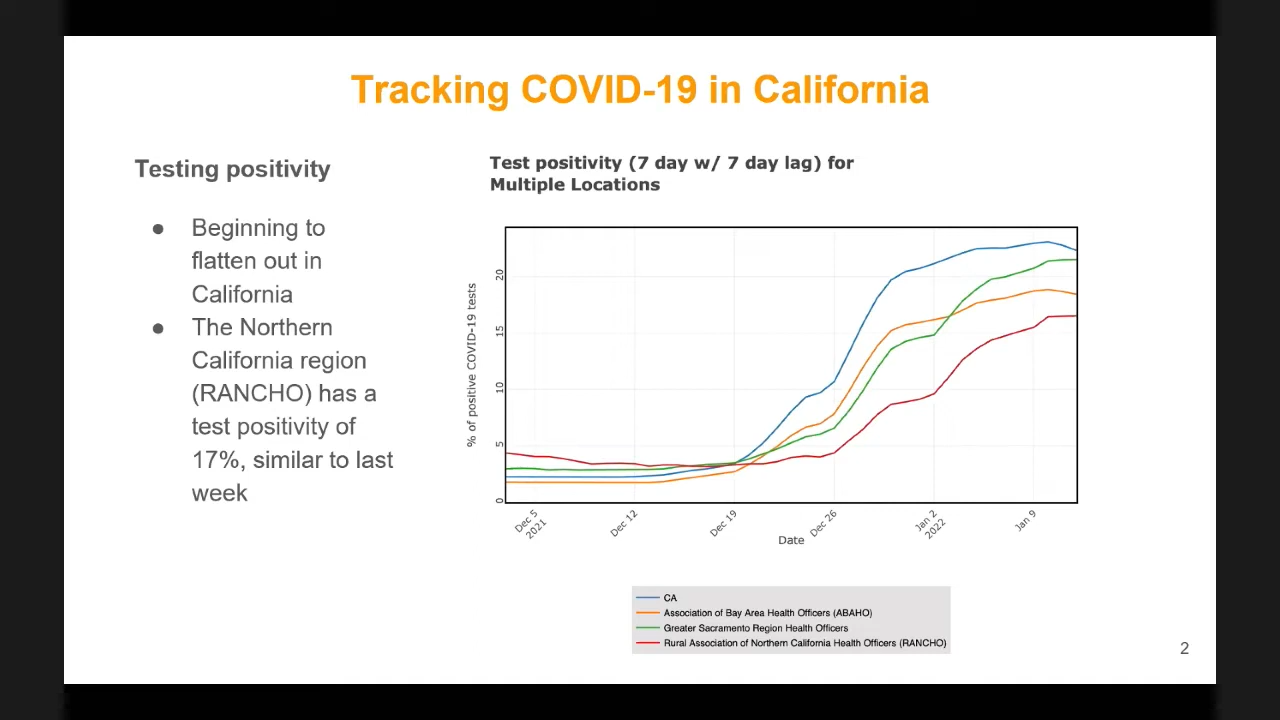 Tracking COVID-19 in California
Testing positivity
● Beginning to
flatten out in
California
● The Northern
California region
(RANCHO) has a
test positivity of
17%, similar to last
week
Test positivity (7 day w/ 7 day lag) for
Multiple Locations
% of positive COVID-19 tests
20
15
10
5
0
Dec 5
2021
Dec 12
Dec 19
Dec 26
Jan 2
2022
Jan 9
Date
CA
Association of Bay Area Health Officers (ABAHO)
Greater Sacramento Region Health Officers
Rural Association of Northern California Health Officers (RANCHO)
2